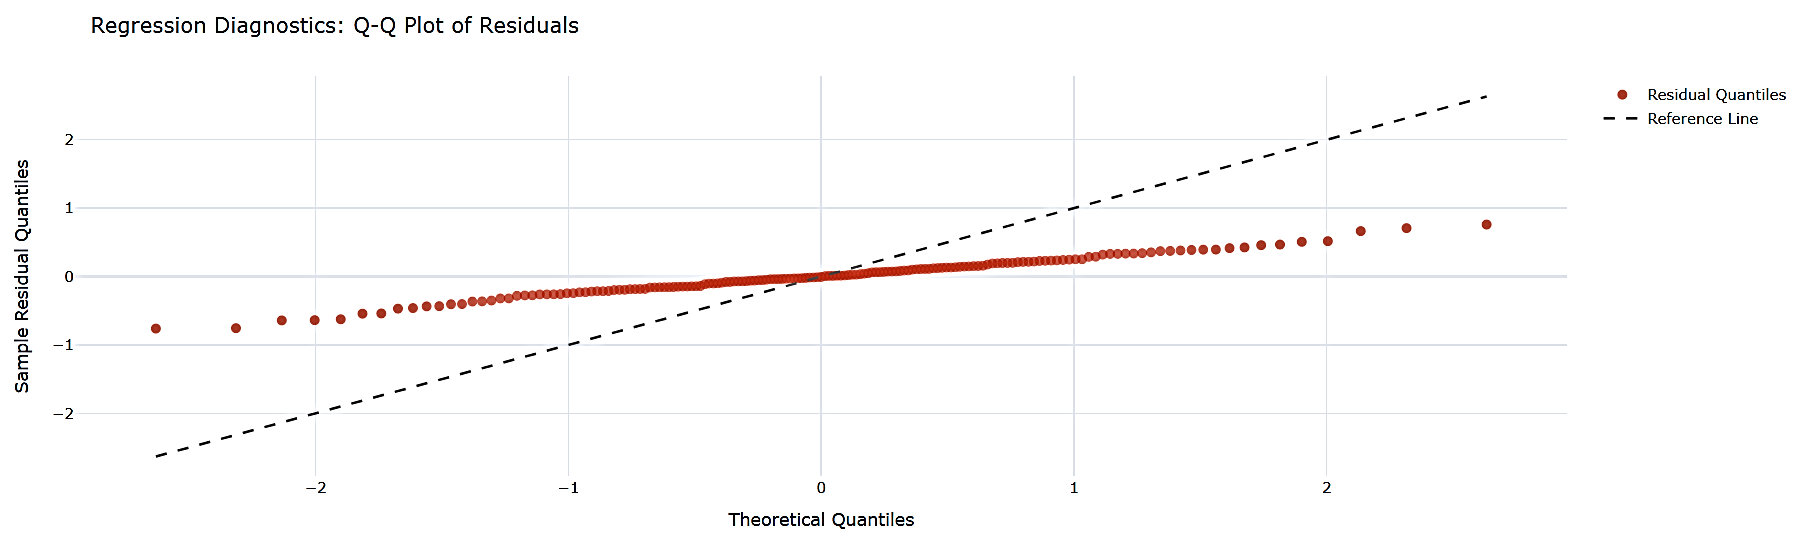 Regression Diagnostics: Q-Q Plot of Residuals
Residual Quantiles
Reference Line
Sample Residual Quantiles
2
1
0
−1
−2
−2
−1
0
1
2
Theoretical Quantiles